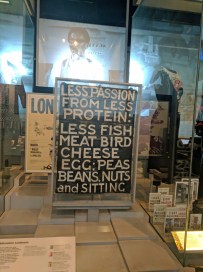 LESS PASSION
FROM LESS
PROTEIN:
LESS FISH
MEAT BIRD
CHEESE
EGG: PEAS
BEANS, NUTS
and SITTING
LON